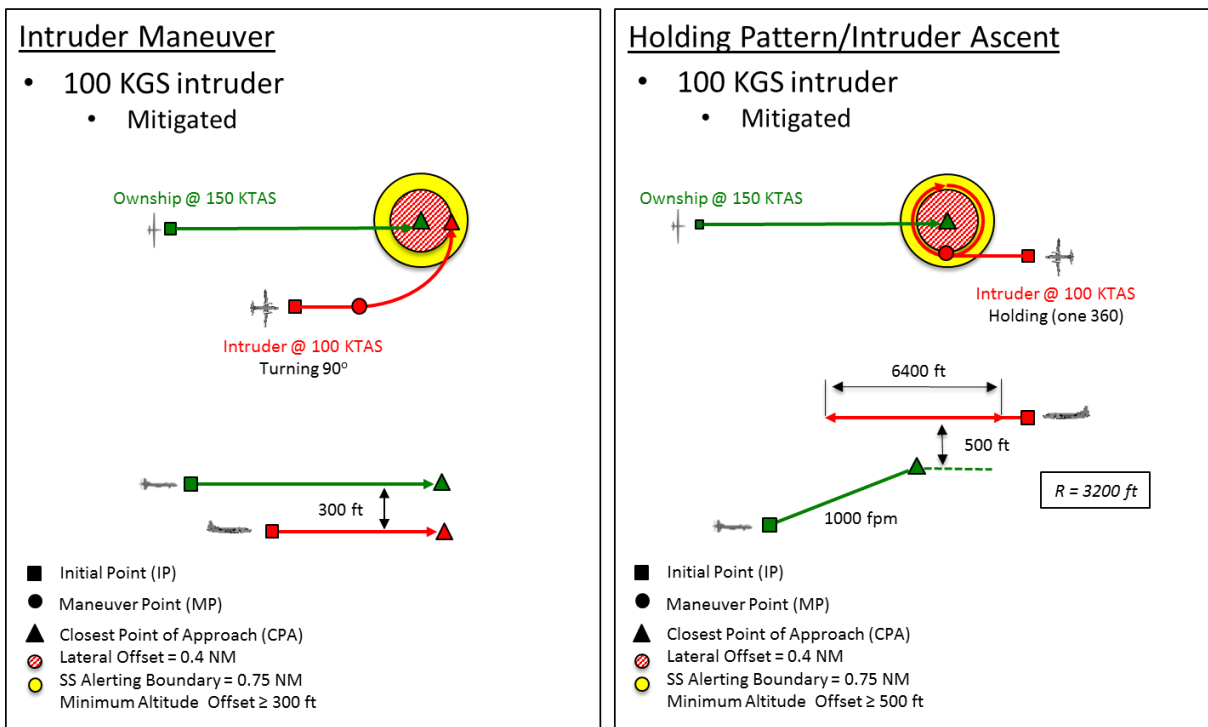 Intruder Maneuver
• 100 KGS intruder
• Mitigated
Ownship @ 150 KTAS
Intruder @ 100 KTAS
Turning 90°
300 ft
Initial Point (IP)
Maneuver Point (MP)
Closest Point of Approach (CPA)
Lateral Offset = 0.4 NM
SS Alerting Boundary = 0.75 NM
Minimum Altitude Offset ≥ 300 ft
Holding Pattern/Intruder Ascent
• 100 KGS intruder
• Mitigated
Ownship @ 150 KTAS
Intruder @ 100 KTAS
Holding (one 360)
6400 ft
500 ft
R = 3200 ft
1000 fpm
Initial Point (IP)
Maneuver Point (MP)
Closest Point of Approach (CPA)
Lateral Offset = 0.4 NM
SS Alerting Boundary = 0.75 NM
Minimum Altitude Offset ≥ 500 ft